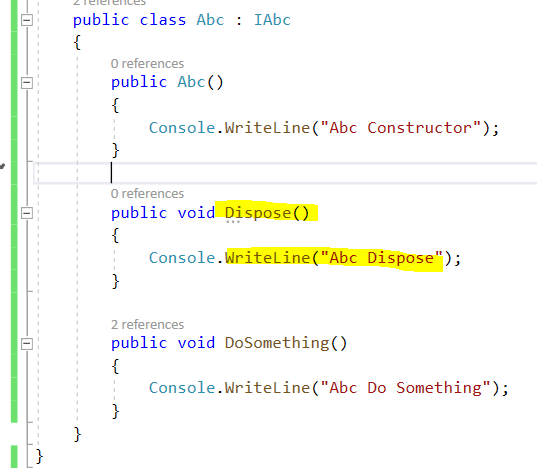 2 references
public class Abc : IAbc
{
0 references
public Abc()
{
Console.WriteLine("Abc Constructor");
}
0 references
public void Dispose()
{
Console.WriteLine("Abc Dispose");
}
2 references
public void DoSomething()
{
Console.WriteLine("Abc Do Something");
}
}
}